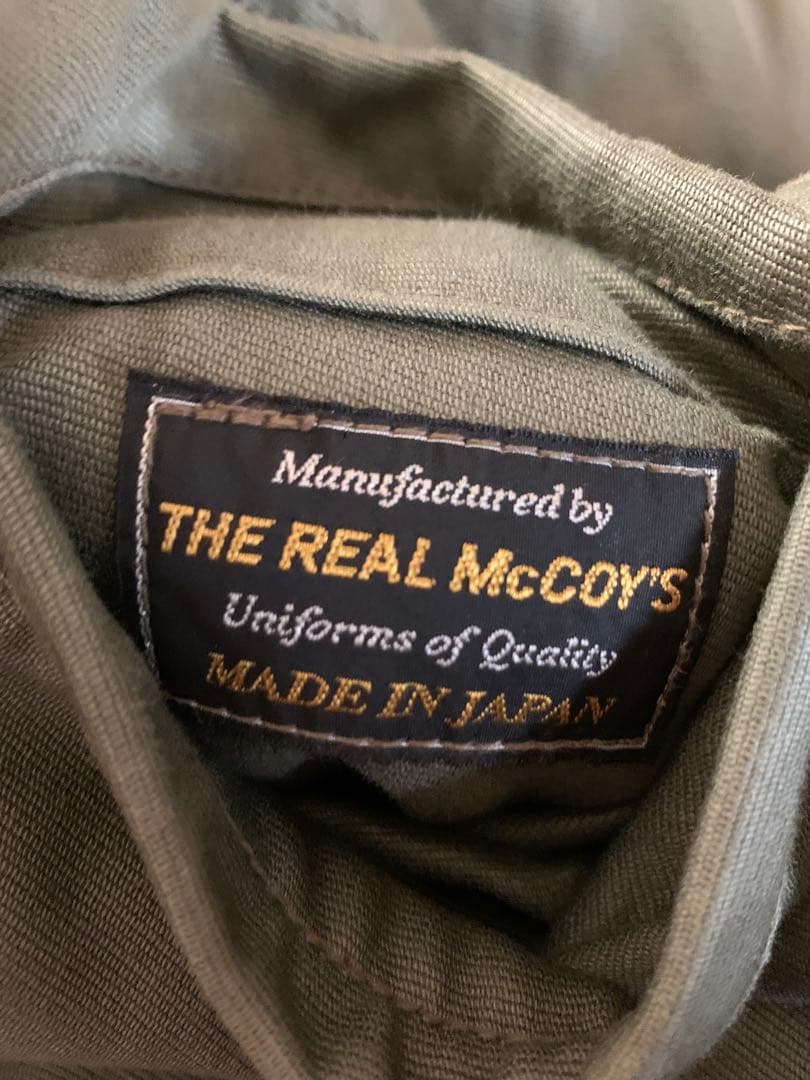 Manufactured by
THE REAL McCOY'S
Uniforms of Quality
MADE IN JAPAN